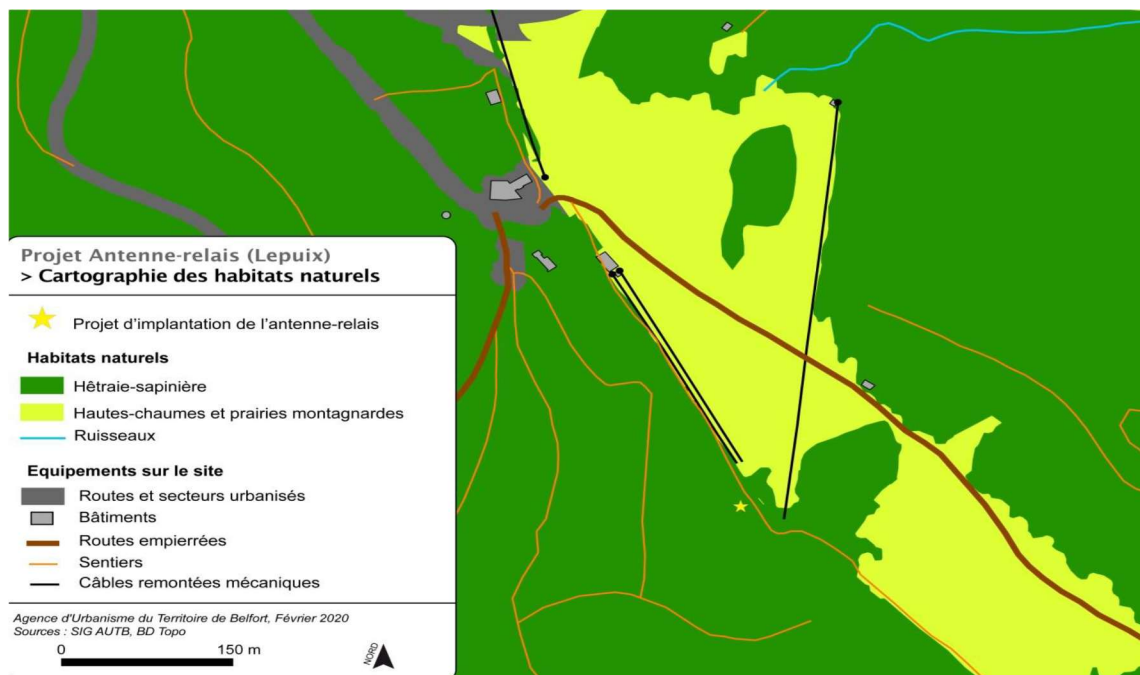 Projet Antenne-relais (Lepuix)
> Cartographie des habitats naturels
Projet d'implantation de l'antenne-relais
Habitats naturels
Hêtraie-sapinière
Hautes-chaumes et prairies montagnardes
Ruisseaux
Equipements sur le site
Routes et secteurs urbanisés
Bâtiments
Routes empierrées
Sentiers
Câbles remontées mécaniques
Agence d'Urbanisme du Territoire de Belfort, Février 2020
Sources : SIG AUTB, BD Topo
0 150 m
NORD